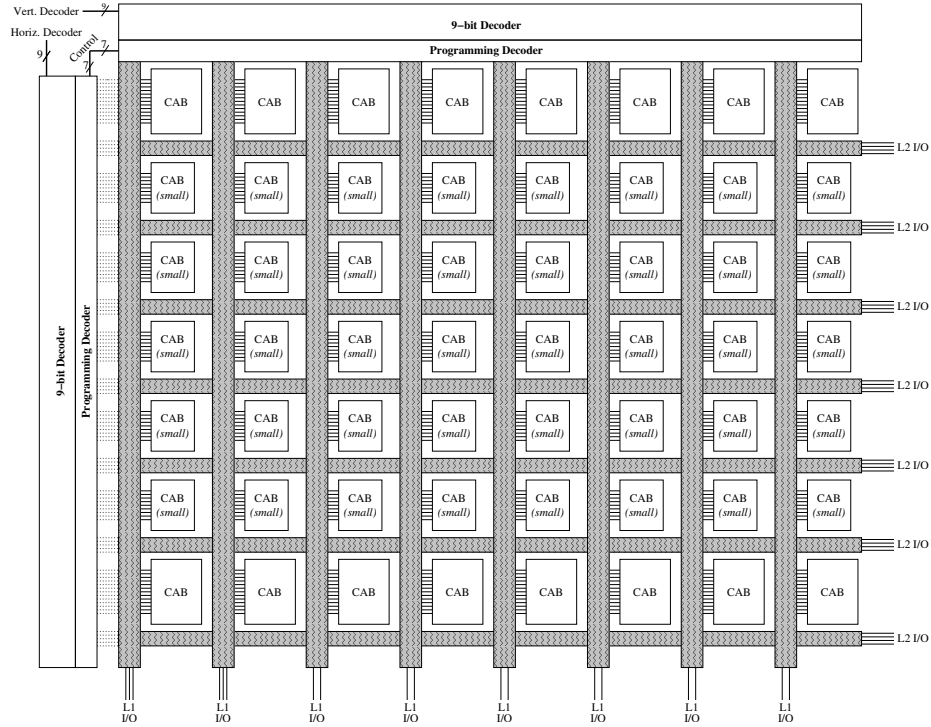 Vert. Decoder 9
9-bit Decoder
Horiz. Decoder
Control 7
Programming Decoder
9 7
CAB CAB CAB CAB CAB CAB CAB CAB
L2 I/O
CAB CAB CAB CAB CAB CAB CAB CAB
(small) (small) (small) (small) (small) (small) (small) (small)
L2 I/O
CAB CAB CAB CAB CAB CAB CAB CAB
(small) (small) (small) (small) (small) (small) (small) (small)
L2 I/O
CAB CAB CAB CAB CAB CAB CAB CAB
(small) (small) (small) (small) (small) (small) (small) (small)
9-bit Decoder
Programming Decoder
L2 I/O
CAB CAB CAB CAB CAB CAB CAB CAB
(small) (small) (small) (small) (small) (small) (small) (small)
L2 I/O
CAB CAB CAB CAB CAB CAB CAB CAB
(small) (small) (small) (small) (small) (small) (small) (small)
L2 I/O
CAB CAB CAB CAB CAB CAB CAB CAB
L2 I/O
L1 L1 L1 L1 L1 L1 L1 L1
I/O I/O I/O I/O I/O I/O I/O I/O